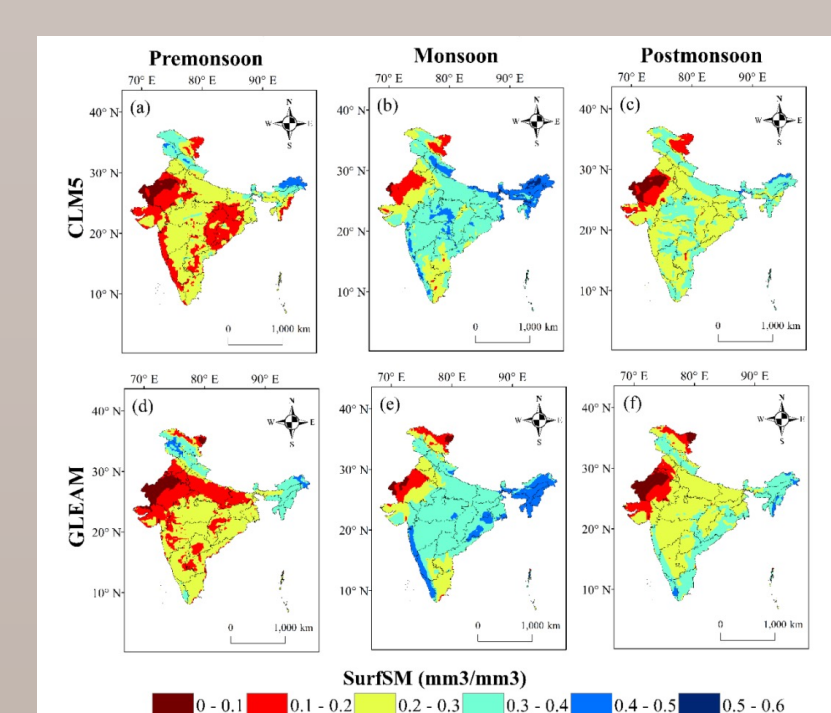 Premonsoon Monsoon Postmonsoon
70° E 80° E 90° E 70° E 80° E 90° E 70° E 80° E 90° E
40° N (a) N W E S 40° N (b) N W E S 40° N (c) N W E S
30° N 30° N 30° N
CLM5
20° N 20° N 20° N
10° N 10° N 10° N
0 1,000 km 0 1,000 km 0 1,000 km
70° E 80° E 90° E 70° E 80° E 90° E 70° E 80° E 90° E
40° N (d) N W E S 40° N (e) N W E S 40° N (f) N W E S
30° N 30° N 30° N
GLEAM
20° N 20° N 20° N
10° N 10° N 10° N
0 1,000 km 0 1,000 km 0 1,000 km
SurfSM (mm3/mm3)
0 - 0.1 0.1 - 0.2 0.2 - 0.3 0.3 - 0.4 0.4 - 0.5 0.5 - 0.6